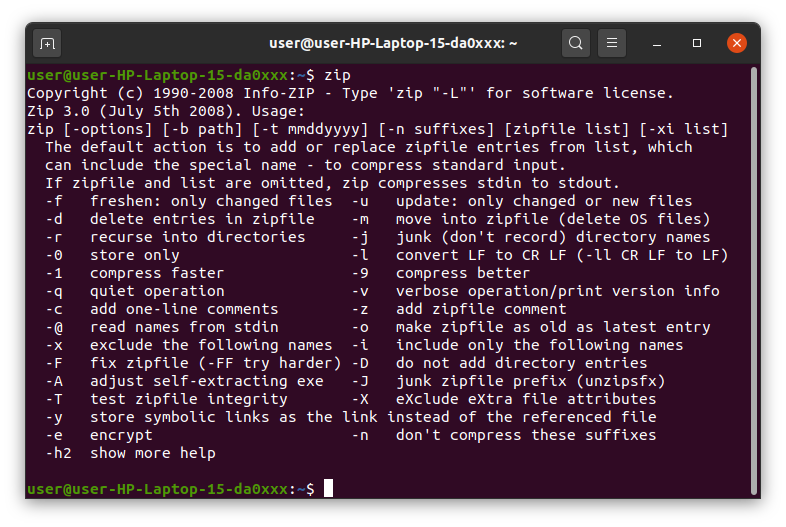 user@user-HP-Laptop-15-da0xxx: ~
user@user-HP-Laptop-15-da0xxx:~$ zip
Copyright (c) 1990-2008 Info-ZIP - Type 'zip "-L"' for software license.
Zip 3.0 (July 5th 2008). Usage:
zip [-options] [-b path] [-t mmddyyyy] [-n suffixes] [zipfile list] [-xi list]
  The default action is to add or replace zipfile entries from list, which
  can include the special name - to compress standard input.
  If zipfile and list are omitted, zip compresses stdin to stdout.
  -f   freshen: only changed files  -u   update: only changed or new files
  -d   delete entries in zipfile    -m   move into zipfile (delete OS files)
  -r   recurse into directories     -j   junk (don't record) directory names
  -0   store only                   -l   convert LF to CR LF (-ll CR LF to LF)
  -1   compress faster              -9   compress better
  -q   quiet operation              -v   verbose operation/print version info
  -c   add one-line comments        -z   add zipfile comment
  -@   read names from stdin        -o   make zipfile as old as latest entry
  -x   exclude the following names  -i   include only the following names
  -F   fix zipfile (-FF try harder) -D   do not add directory entries
  -A   adjust self-extracting exe   -J   junk zipfile prefix (unzipsfx)
  -T   test zipfile integrity       -X   eXclude eXtra file attributes
  -y   store symbolic links as the link instead of the referenced file
  -e   encrypt                      -n   don't compress these suffixes
  -h2  show more help
user@user-HP-Laptop-15-da0xxx:~$